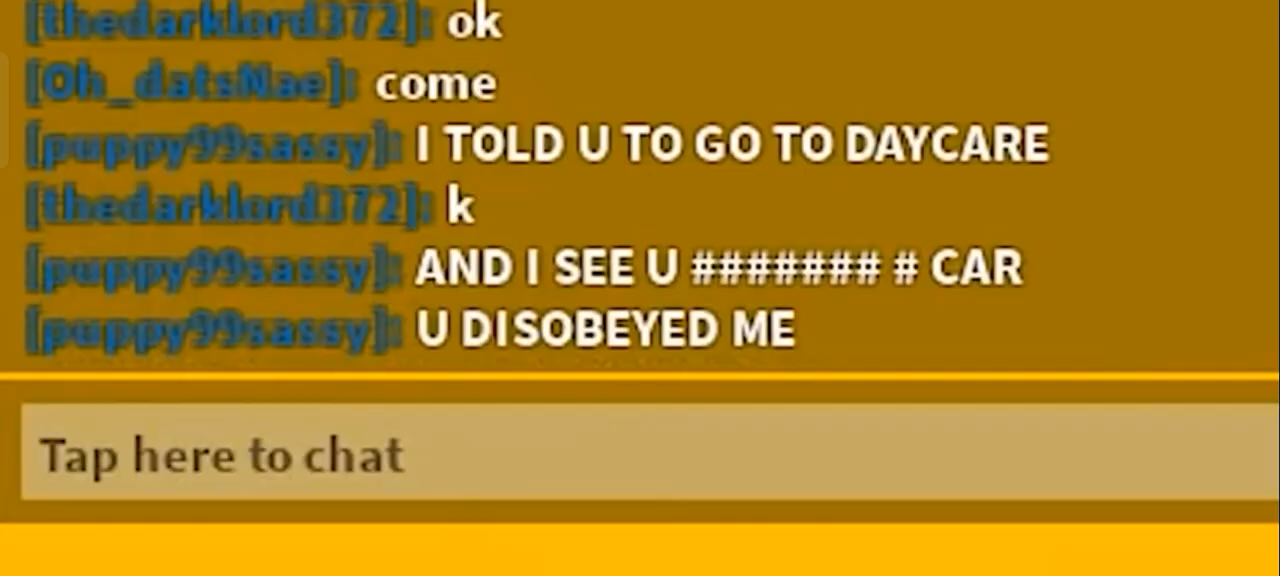 [thedarklord372]: ok
[Oh_datsNae]: come
[puppy99sassy]: I TOLD U TO GO TO DAYCARE
[thedarklord372]: k
[puppy99sassy]: AND I SEE U ####### # CAR
[puppy99sassy]: U DISOBEYED ME
Tap here to chat